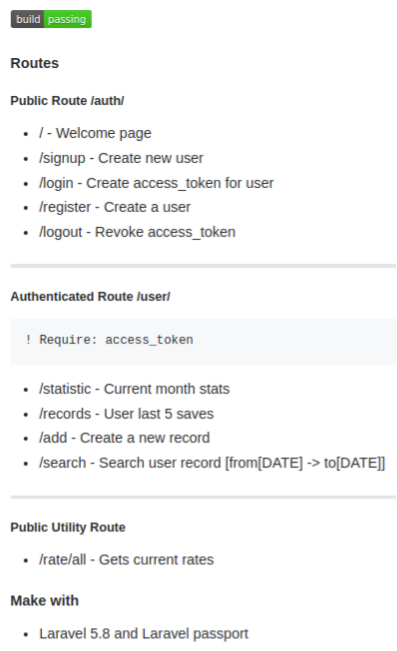 build passing
Routes
Public Route /auth/
/ - Welcome page
/signup - Create new user
/login - Create access_token for user
/register - Create a user
/logout - Revoke access_token
Authenticated Route /user/
! Require: access_token
/statistic - Current month stats
/records - User last 5 saves
/add - Create a new record
/search - Search user record [from[DATE] -> to[DATE]]
Public Utility Route
/rate/all - Gets current rates
Make with
Laravel 5.8 and Laravel passport